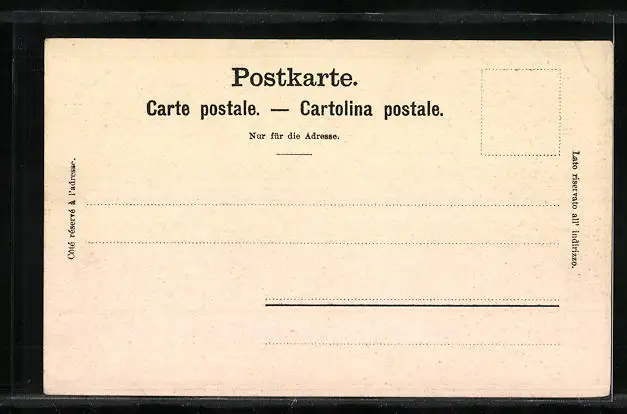 Postkarte.
Carte postale. — Cartolina postale.
Nur für die Adresse.
Côté réservé à l'adresse.
Lato riservato all' indirizzo.